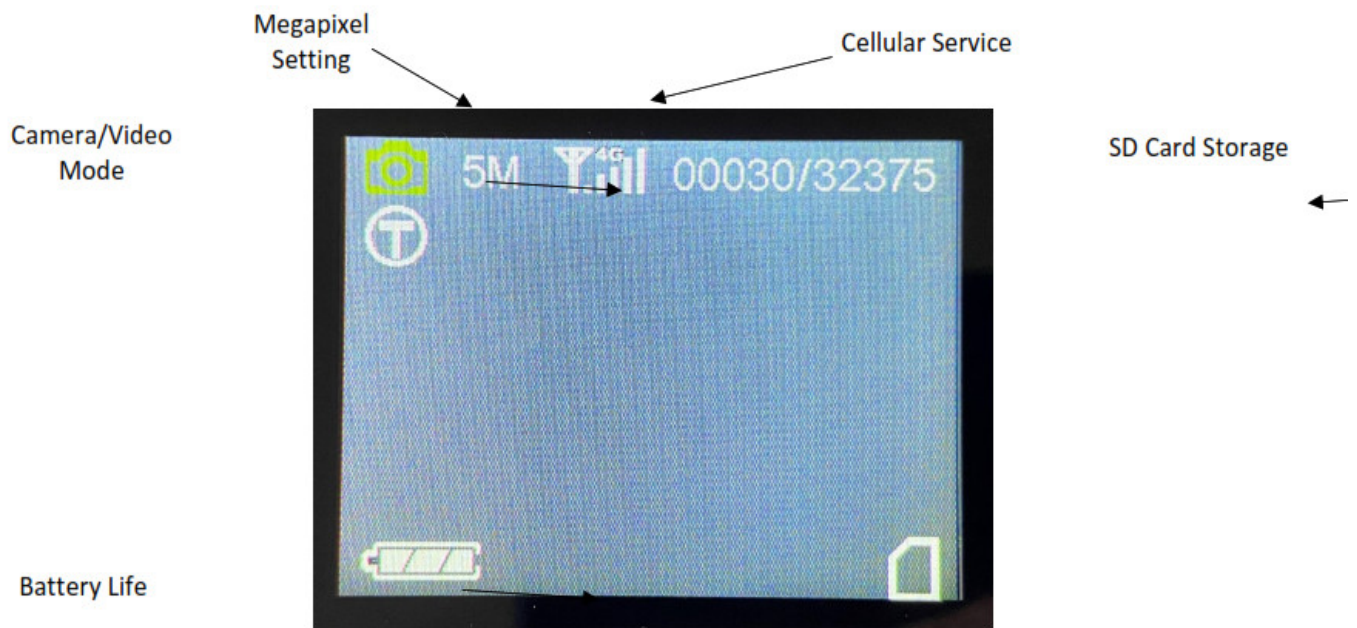 Megapixel
Setting
Cellular Service
Camera/Video
Mode
SD Card Storage
5M 4G 00030/32375
T
Battery Life